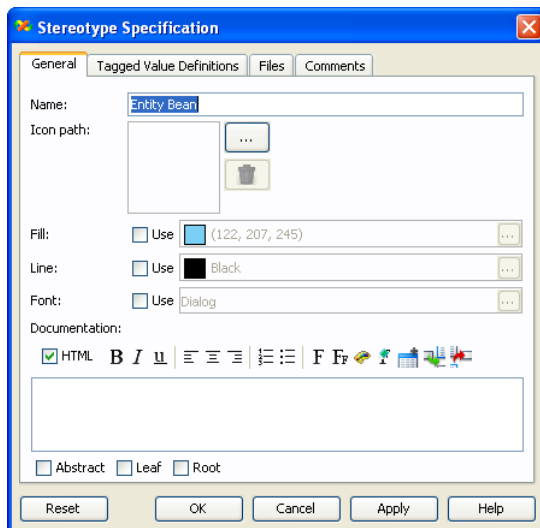 Stereotype Specification
General Tagged Value Definitions Files Comments
Name: Entity Bean
Icon path: ...
Fill: Use (122, 207, 245) ...
Line: Use Black ...
Font: Use Dialog ...
Documentation:
HTML B I u F FF
Abstract Leaf Root
Reset OK Cancel Apply Help